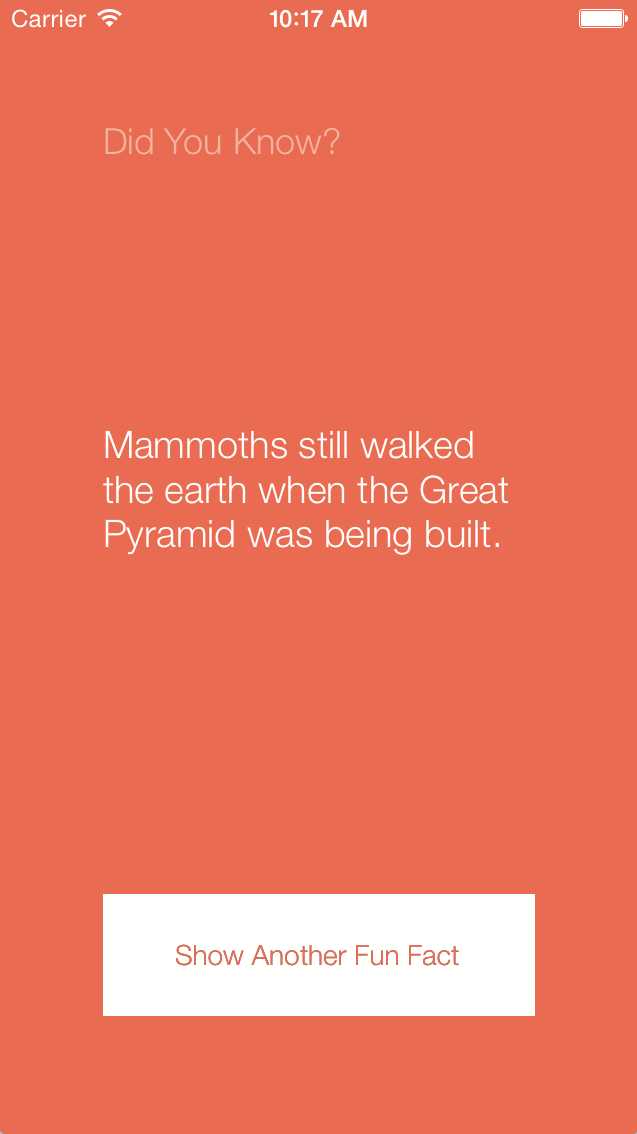 Carrier 10:17 AM
Did You Know?
Mammoths still walked
the earth when the Great
Pyramid was being built.
Show Another Fun Fact